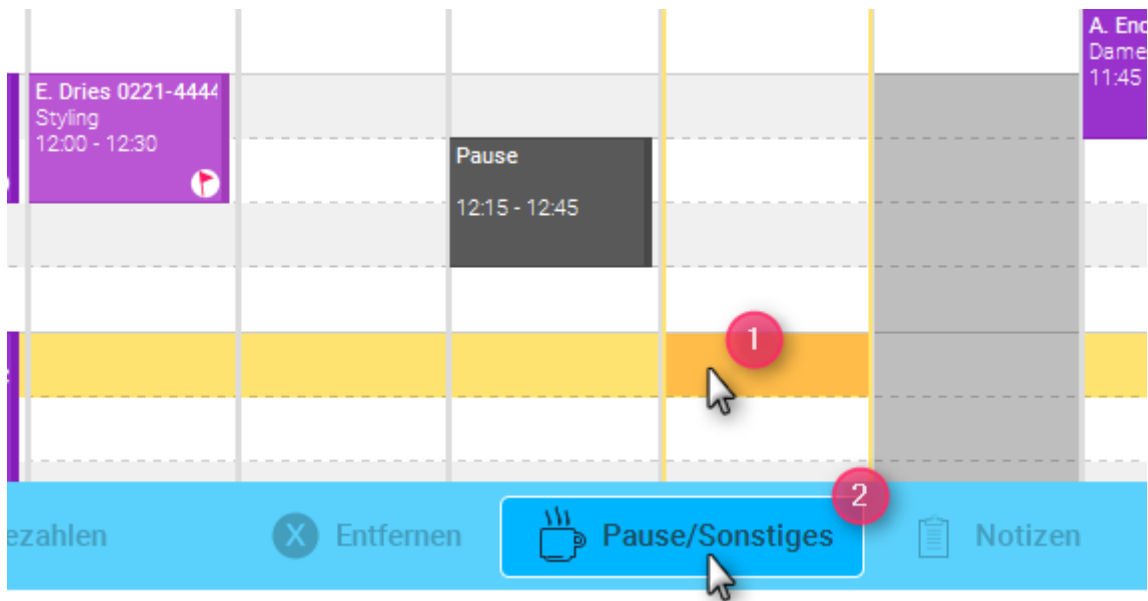 A. End
Dame
11:45
E. Dries 0221-4444
Styling
12:00 - 12:30
Pause
12:15 - 12:45
1
2
ezahlen
X Entfernen
Pause/Sonstiges
Notizen